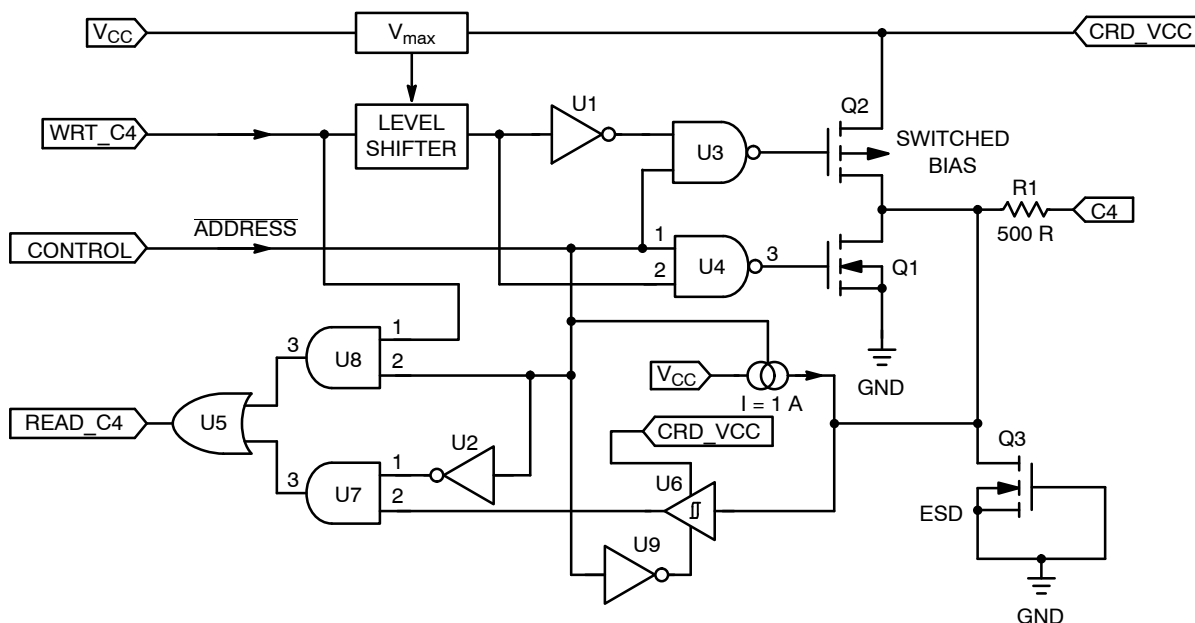 VCC
Vmax
CRD_VCC
WRT_C4
LEVEL
SHIFTER
U1
U3
Q2
SWITCHED
BIAS
R1
500 R
C4
CONTROL
ADDRESS
1
2
U4
3
Q1
GND
3
U8
1
2
VCC
I = 1 A
READ_C4
U5
U2
CRD_VCC
3
U7
1
2
U6
U9
Q3
ESD
GND